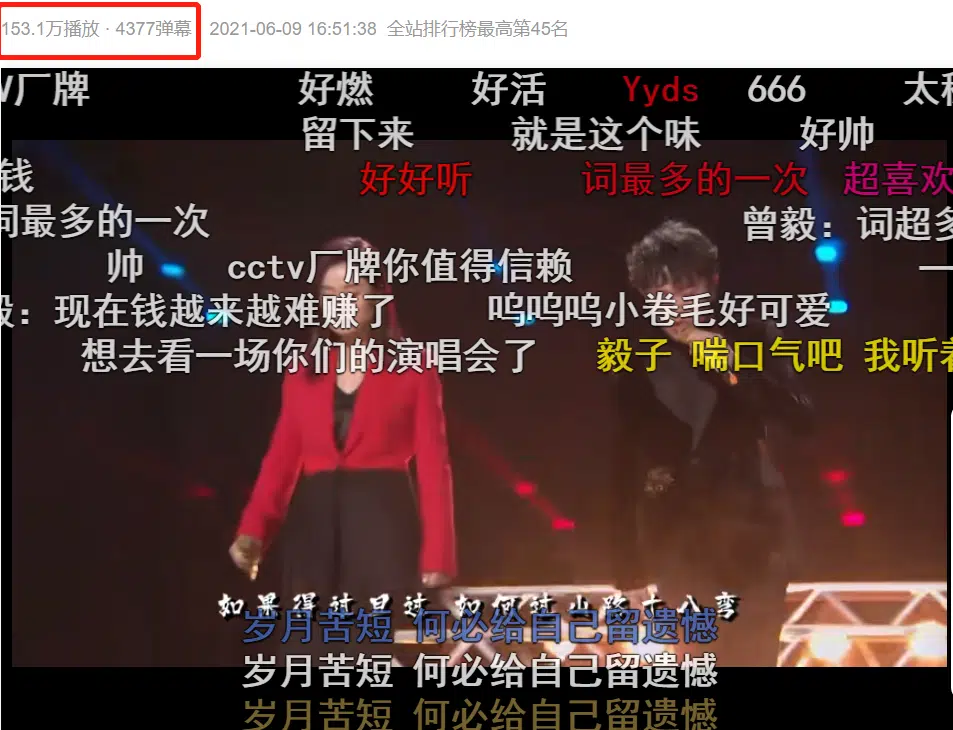 153.1万播放 · 4377弹幕 2021-06-09 16:51:38 全站排行榜最高第45名
V厂牌 好燃 好活 Yyds 666 太
留下来 就是这个味 好帅
钱 好好听 词最多的一次 超喜欢
词最多的一次 曾毅：词超多
帅 cctv厂牌你值得信赖 一
毅：现在钱越来越难赚了 呜呜呜小卷毛好可爱
想去看一场你们的演唱会了 毅子 喘口气吧 我听着
如果得过且过 如何过山路十八弯
岁月苦短 何必给自己留遗憾
岁月苦短 何必给自己留遗憾
岁月苦短 何必给自己留遗憾